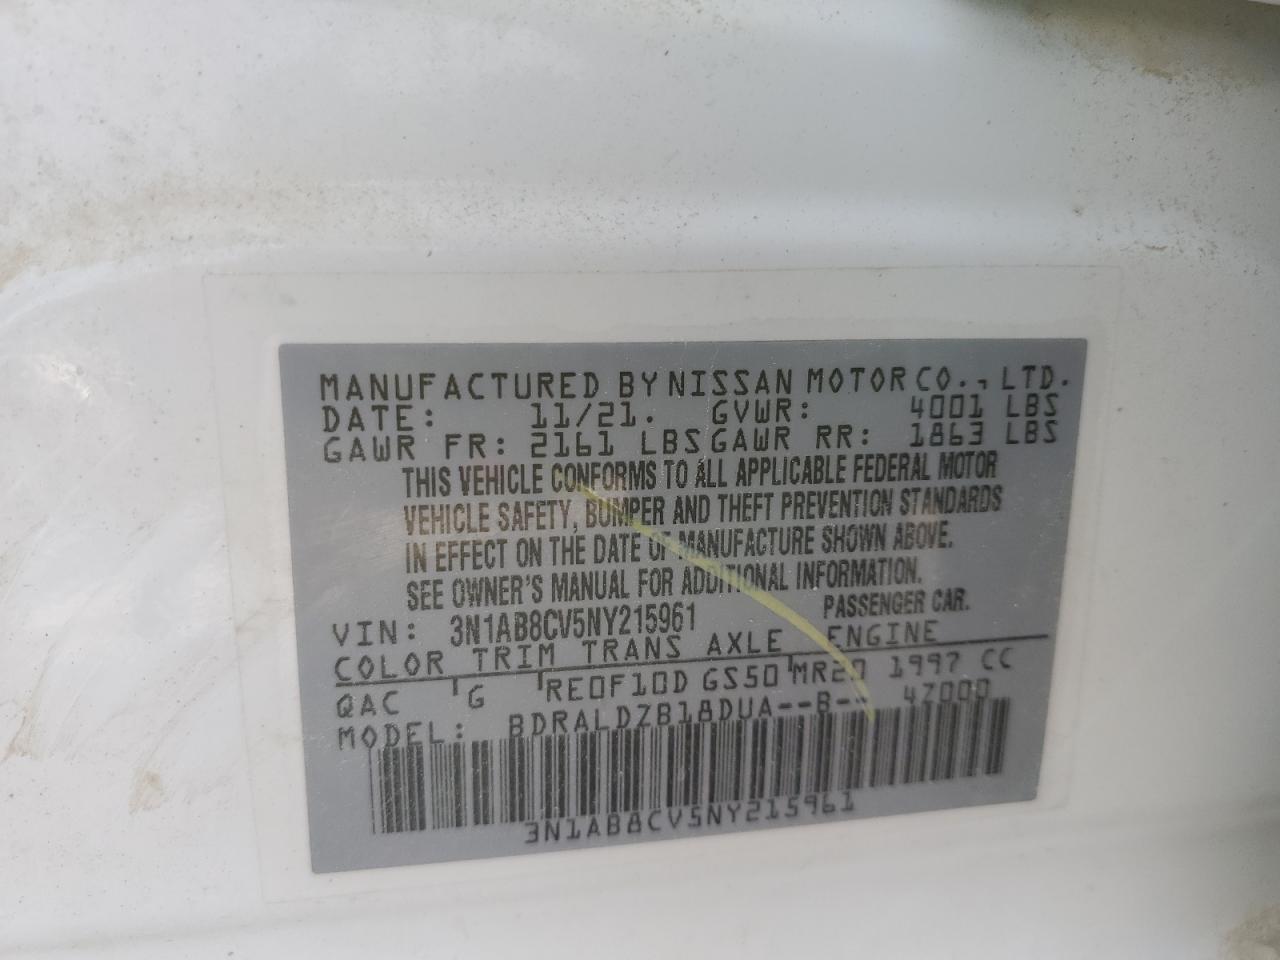 MANUFACTURED BY NISSAN MOTOR CO., LTD.
DATE: 11/21. GVWR: 4001 LBS
GAWR FR: 2161 LBS GAWR RR: 1863 LBS
THIS VEHICLE CONFORMS TO ALL APPLICABLE FEDERAL MOTOR
VEHICLE SAFETY, BUMPER AND THEFT PREVENTION STANDARDS
IN EFFECT ON THE DATE OF MANUFACTURE SHOWN ABOVE.
SEE OWNER'S MANUAL FOR ADDITIONAL INFORMATION.
PASSENGER CAR.
VIN: 3N1AB8CV5NY215961
COLOR TRIM TRANS AXLE ENGINE
QAC G RE0F10D GS50 MR20 1997 CC
MODEL: BDRALDZB18DUA--B-- 4Z000
3N1AB8CV5NY215961